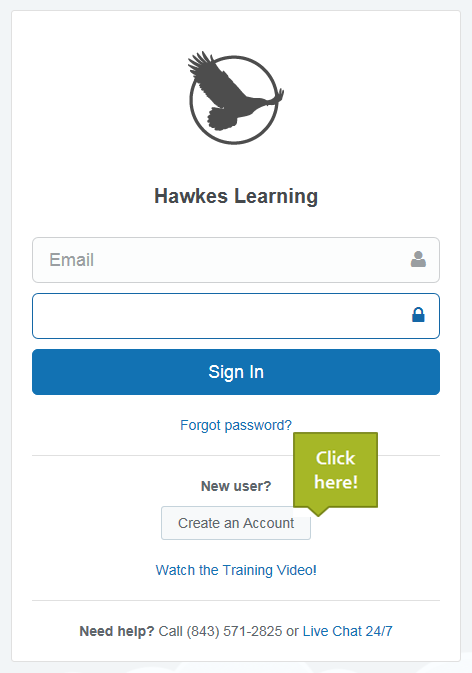 Hawkes Learning
Email
Sign In
Forgot password?
Click
here!
New user?
Create an Account
Watch the Training Video!
Need help? Call (843) 571-2825 or Live Chat 24/7